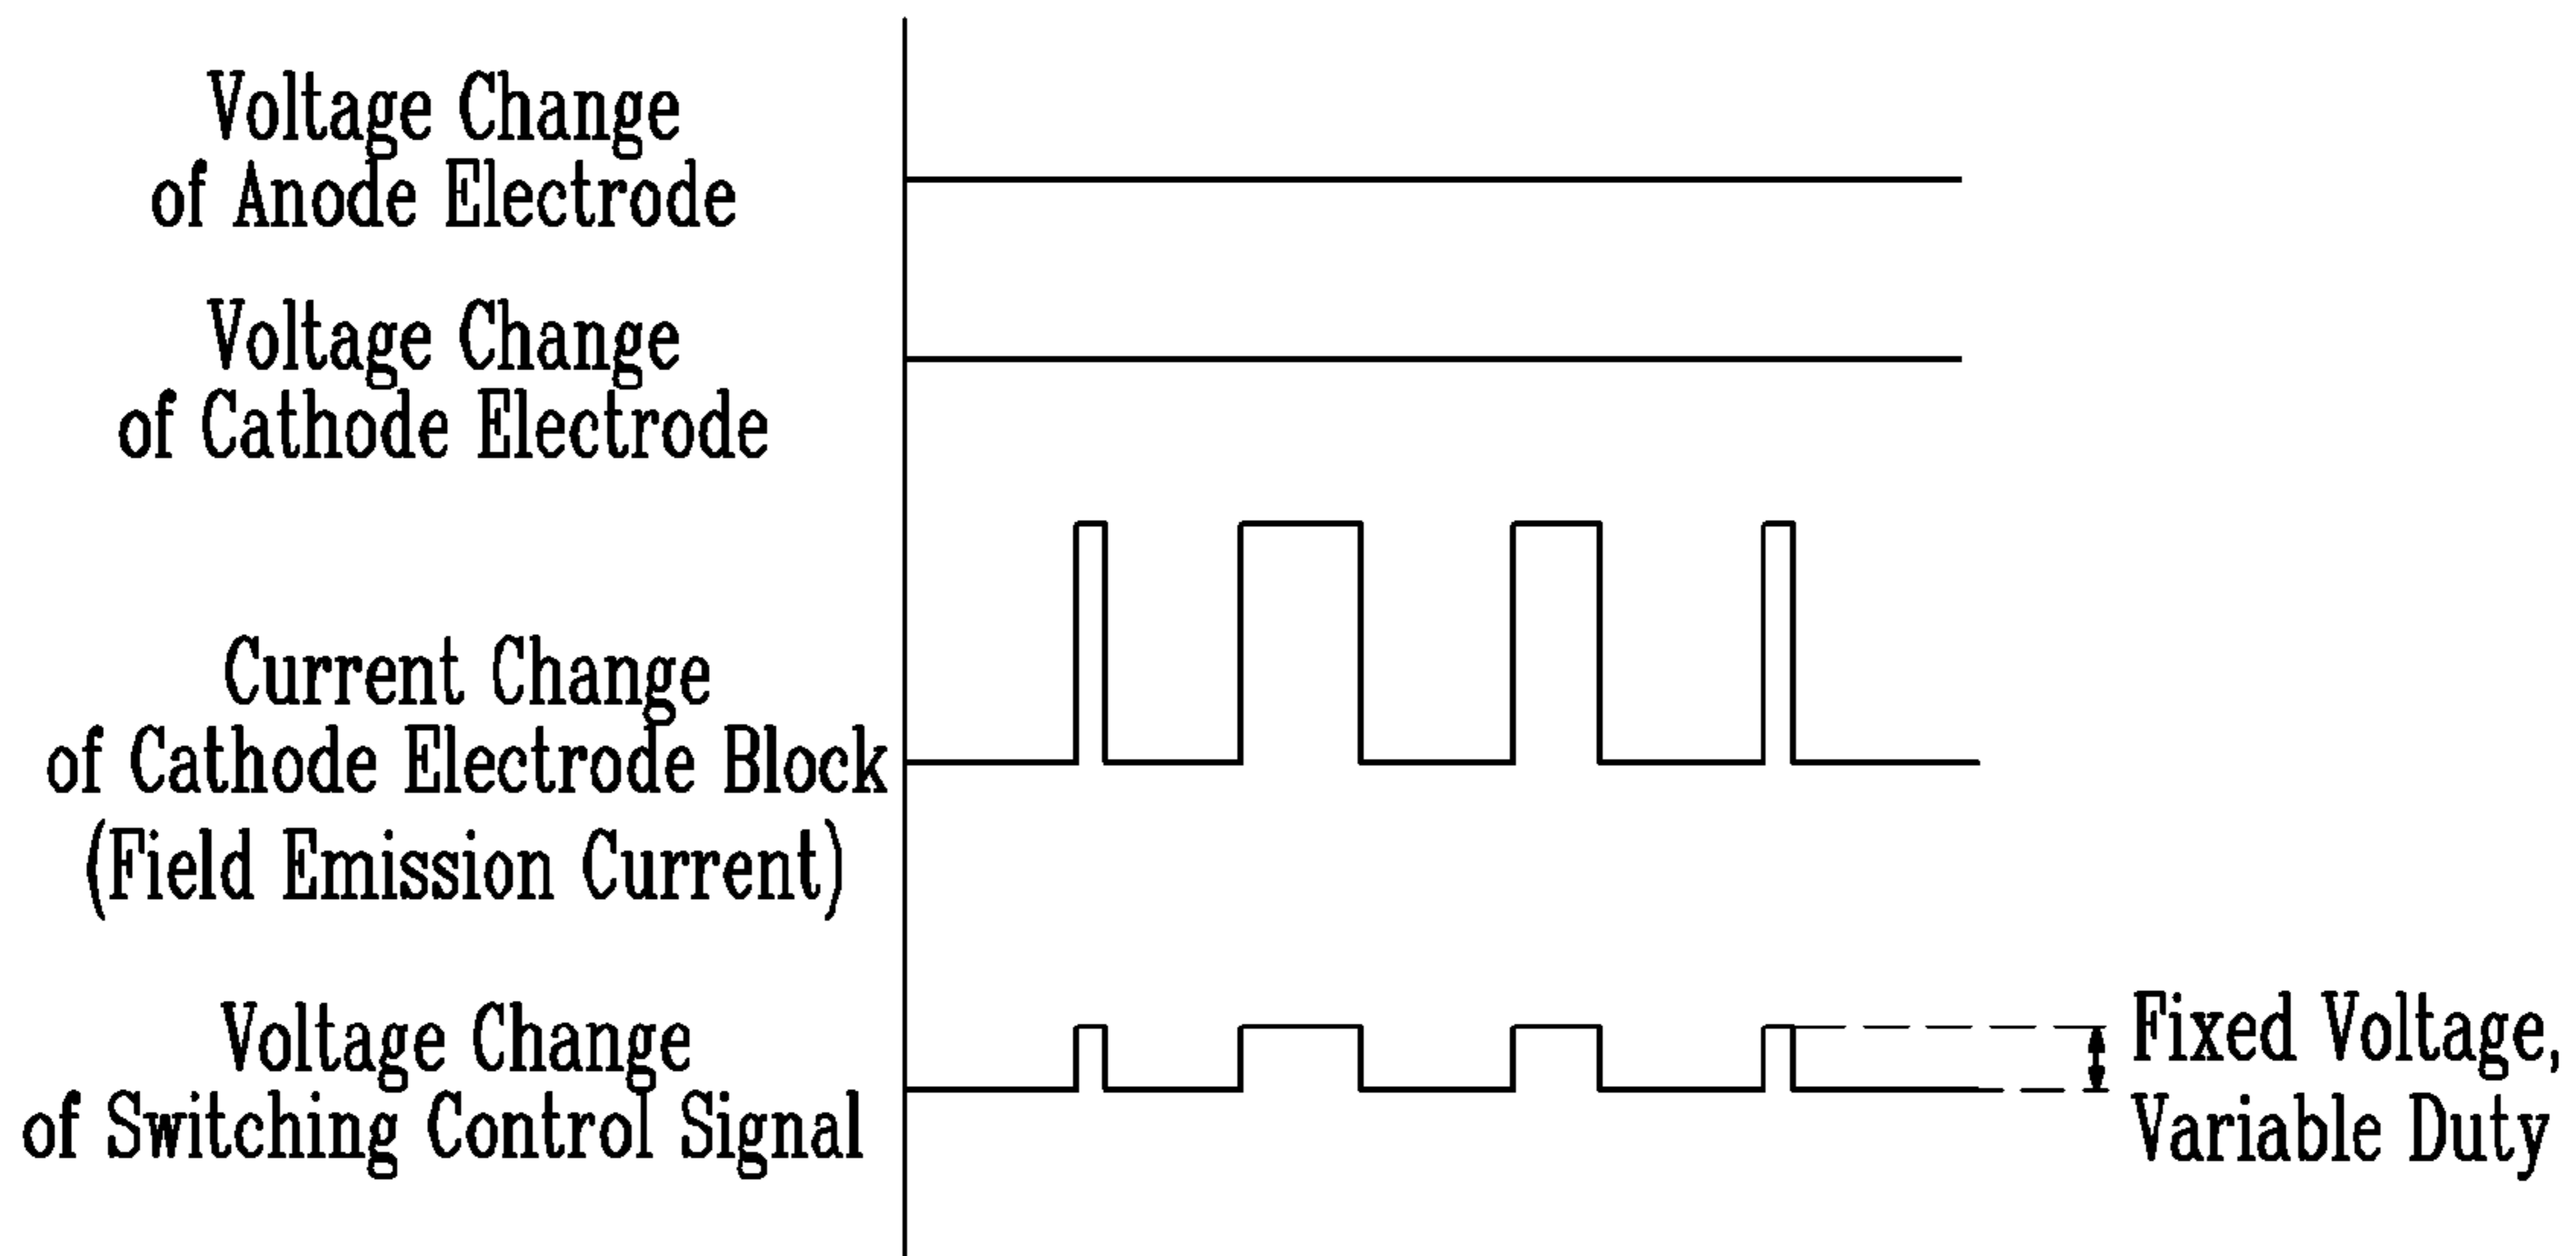 Voltage Change
of Anode Electrode
Voltage Change
of Cathode Electrode
Current Change
of Cathode Electrode Block
(Field Emission Current)
Voltage Change
of Switching Control Signal
Fixed Voltage,
Variable Duty